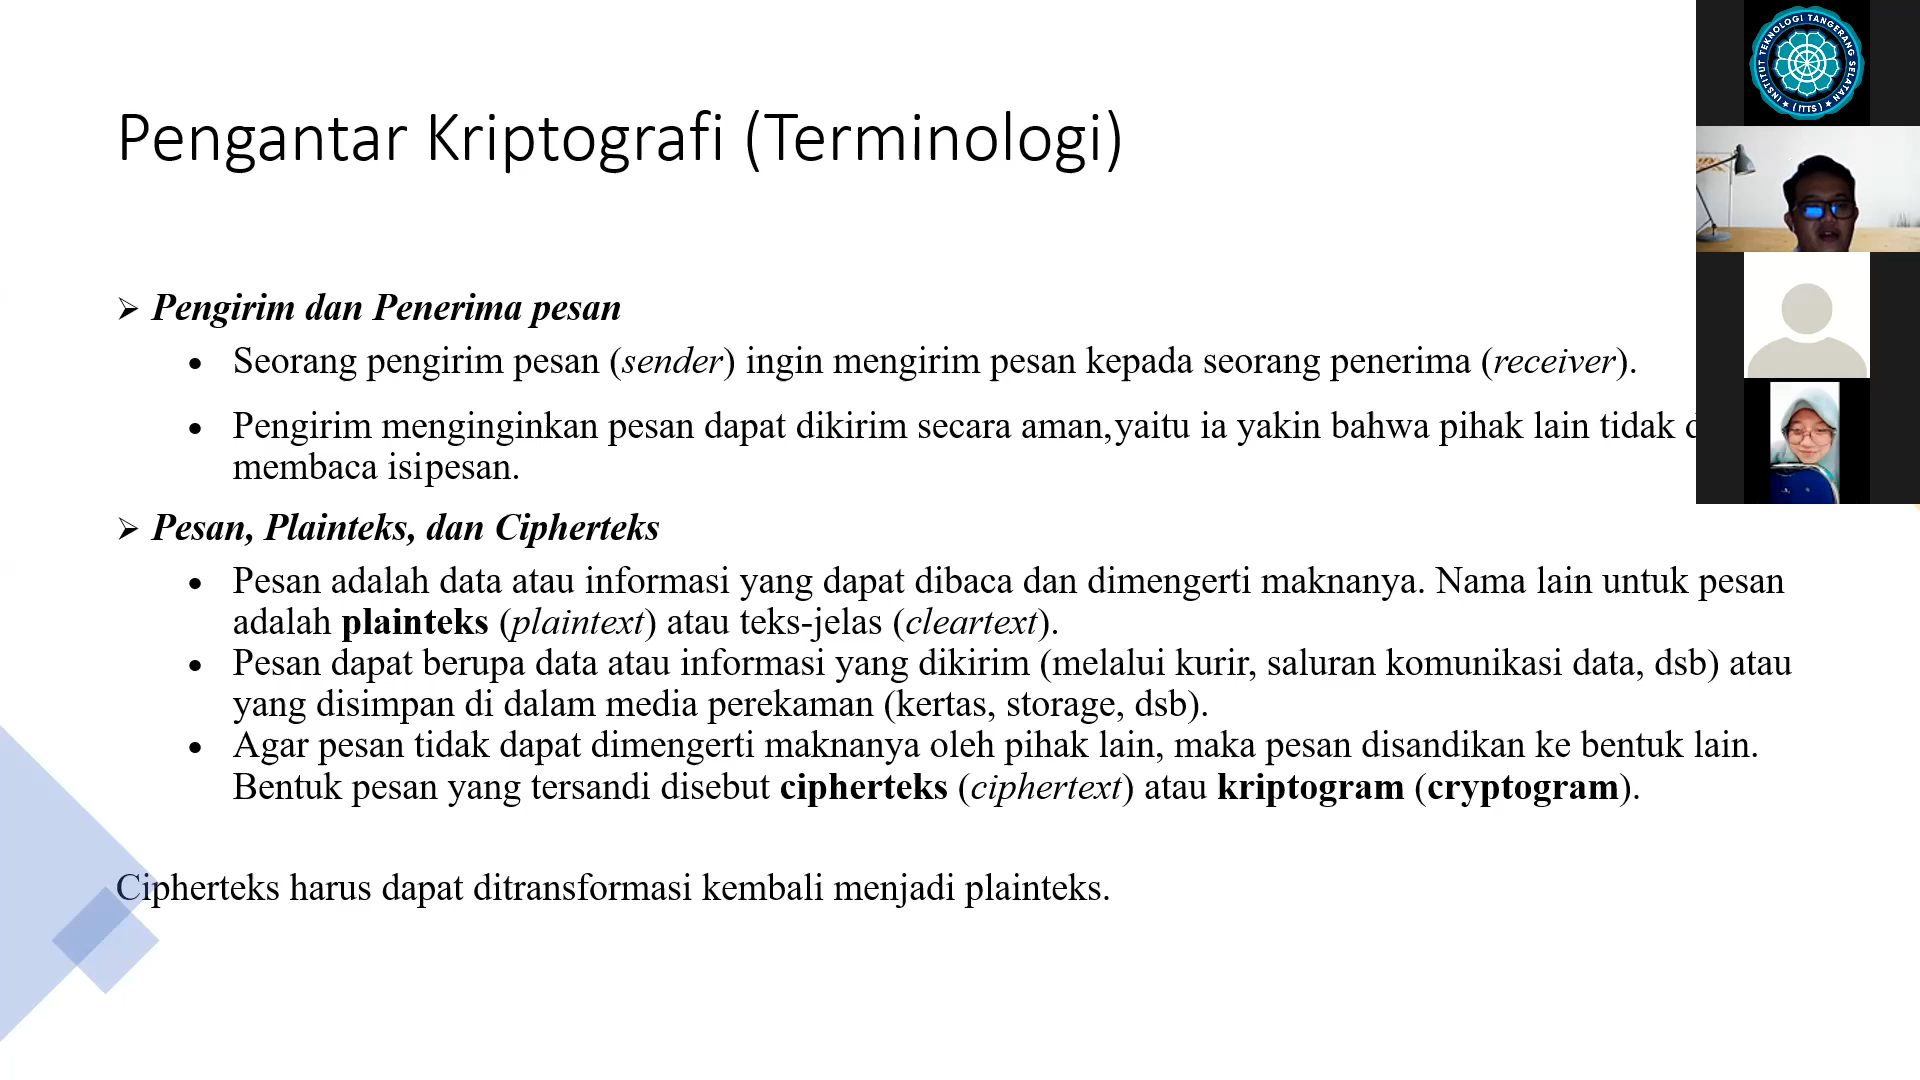 Pengantar Kriptografi (Terminologi)
Pengirim dan Penerima pesan
Seorang pengirim pesan (sender) ingin mengirim pesan kepada seorang penerima (receiver).
Pengirim menginginkan pesan dapat dikirim secara aman,yaitu ia yakin bahwa pihak lain tidak
membaca isipesan.
Pesan, Plainteks, dan Cipherteks
Pesan adalah data atau informasi yang dapat dibaca dan dimengerti maknanya. Nama lain untuk pesan
adalah plainteks (plaintext) atau teks-jelas (cleartext).
Pesan dapat berupa data atau informasi yang dikirim (melalui kurir, saluran komunikasi data, dsb) atau
yang disimpan di dalam media perekaman (kertas, storage, dsb).
Agar pesan tidak dapat dimengerti maknanya oleh pihak lain, maka pesan disandikan ke bentuk lain.
Bentuk pesan yang tersandi disebut cipherteks (ciphertext) atau kriptogram (cryptogram).
Cipherteks harus dapat ditransformasi kembali menjadi plainteks.
INSTITUT TEKNOLOGI TANGERANG SELATAN
(ITTS)